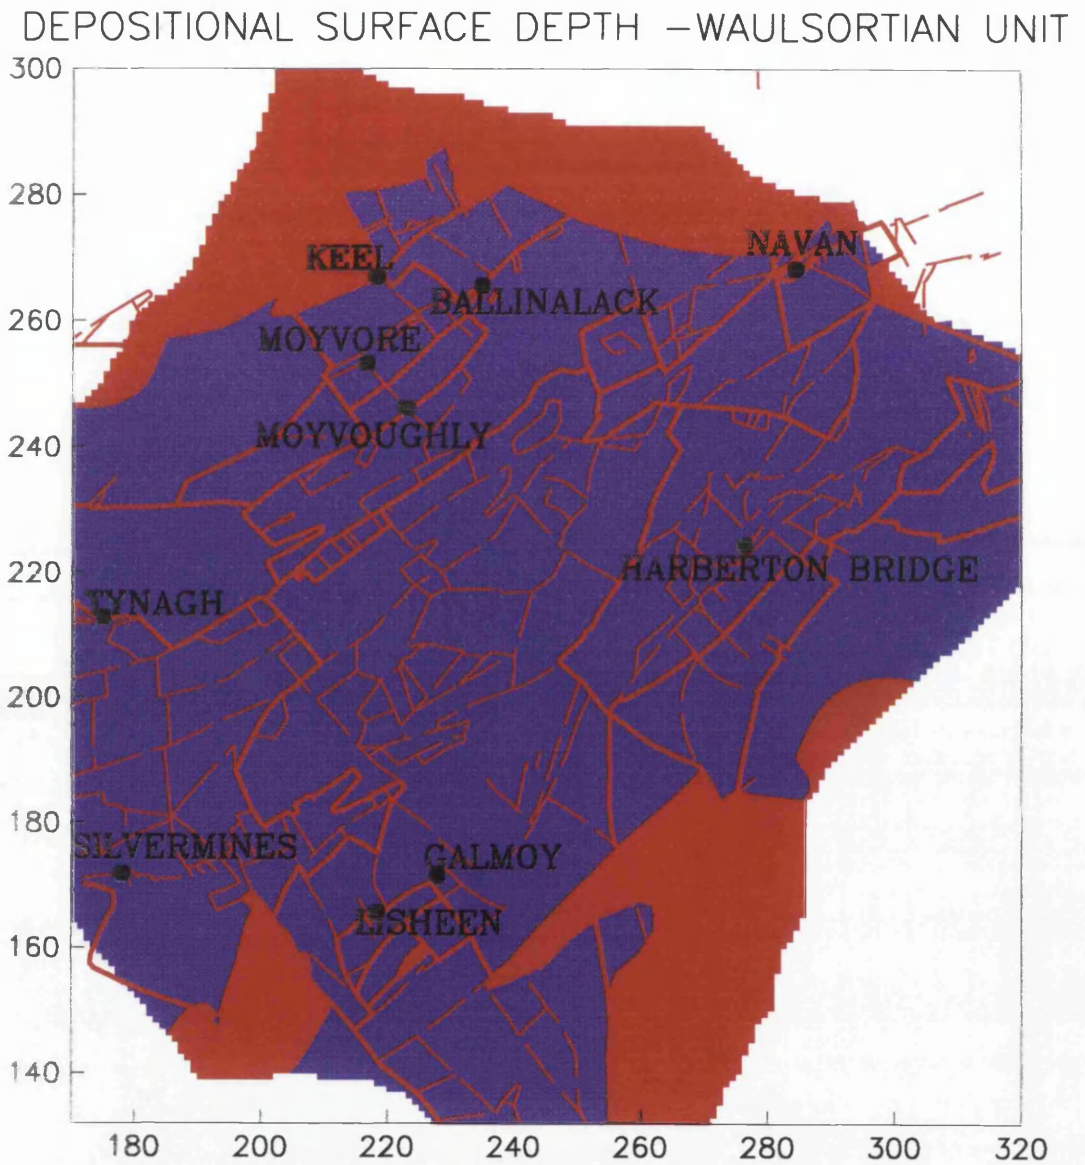 DEPOSITIONAL SURFACE DEPTH –WAULSORTIAN UNIT
300
280
NAVAN
KEEL
BALLINALACK
260
MOYVORE
240
MOYVOUGHLY
220
HARBERTON BRIDGE
TYNAGH
200
180
SILVERMINES
GALMOY
LISHEEN
160
140
180 200 220 240 260 280 300 320